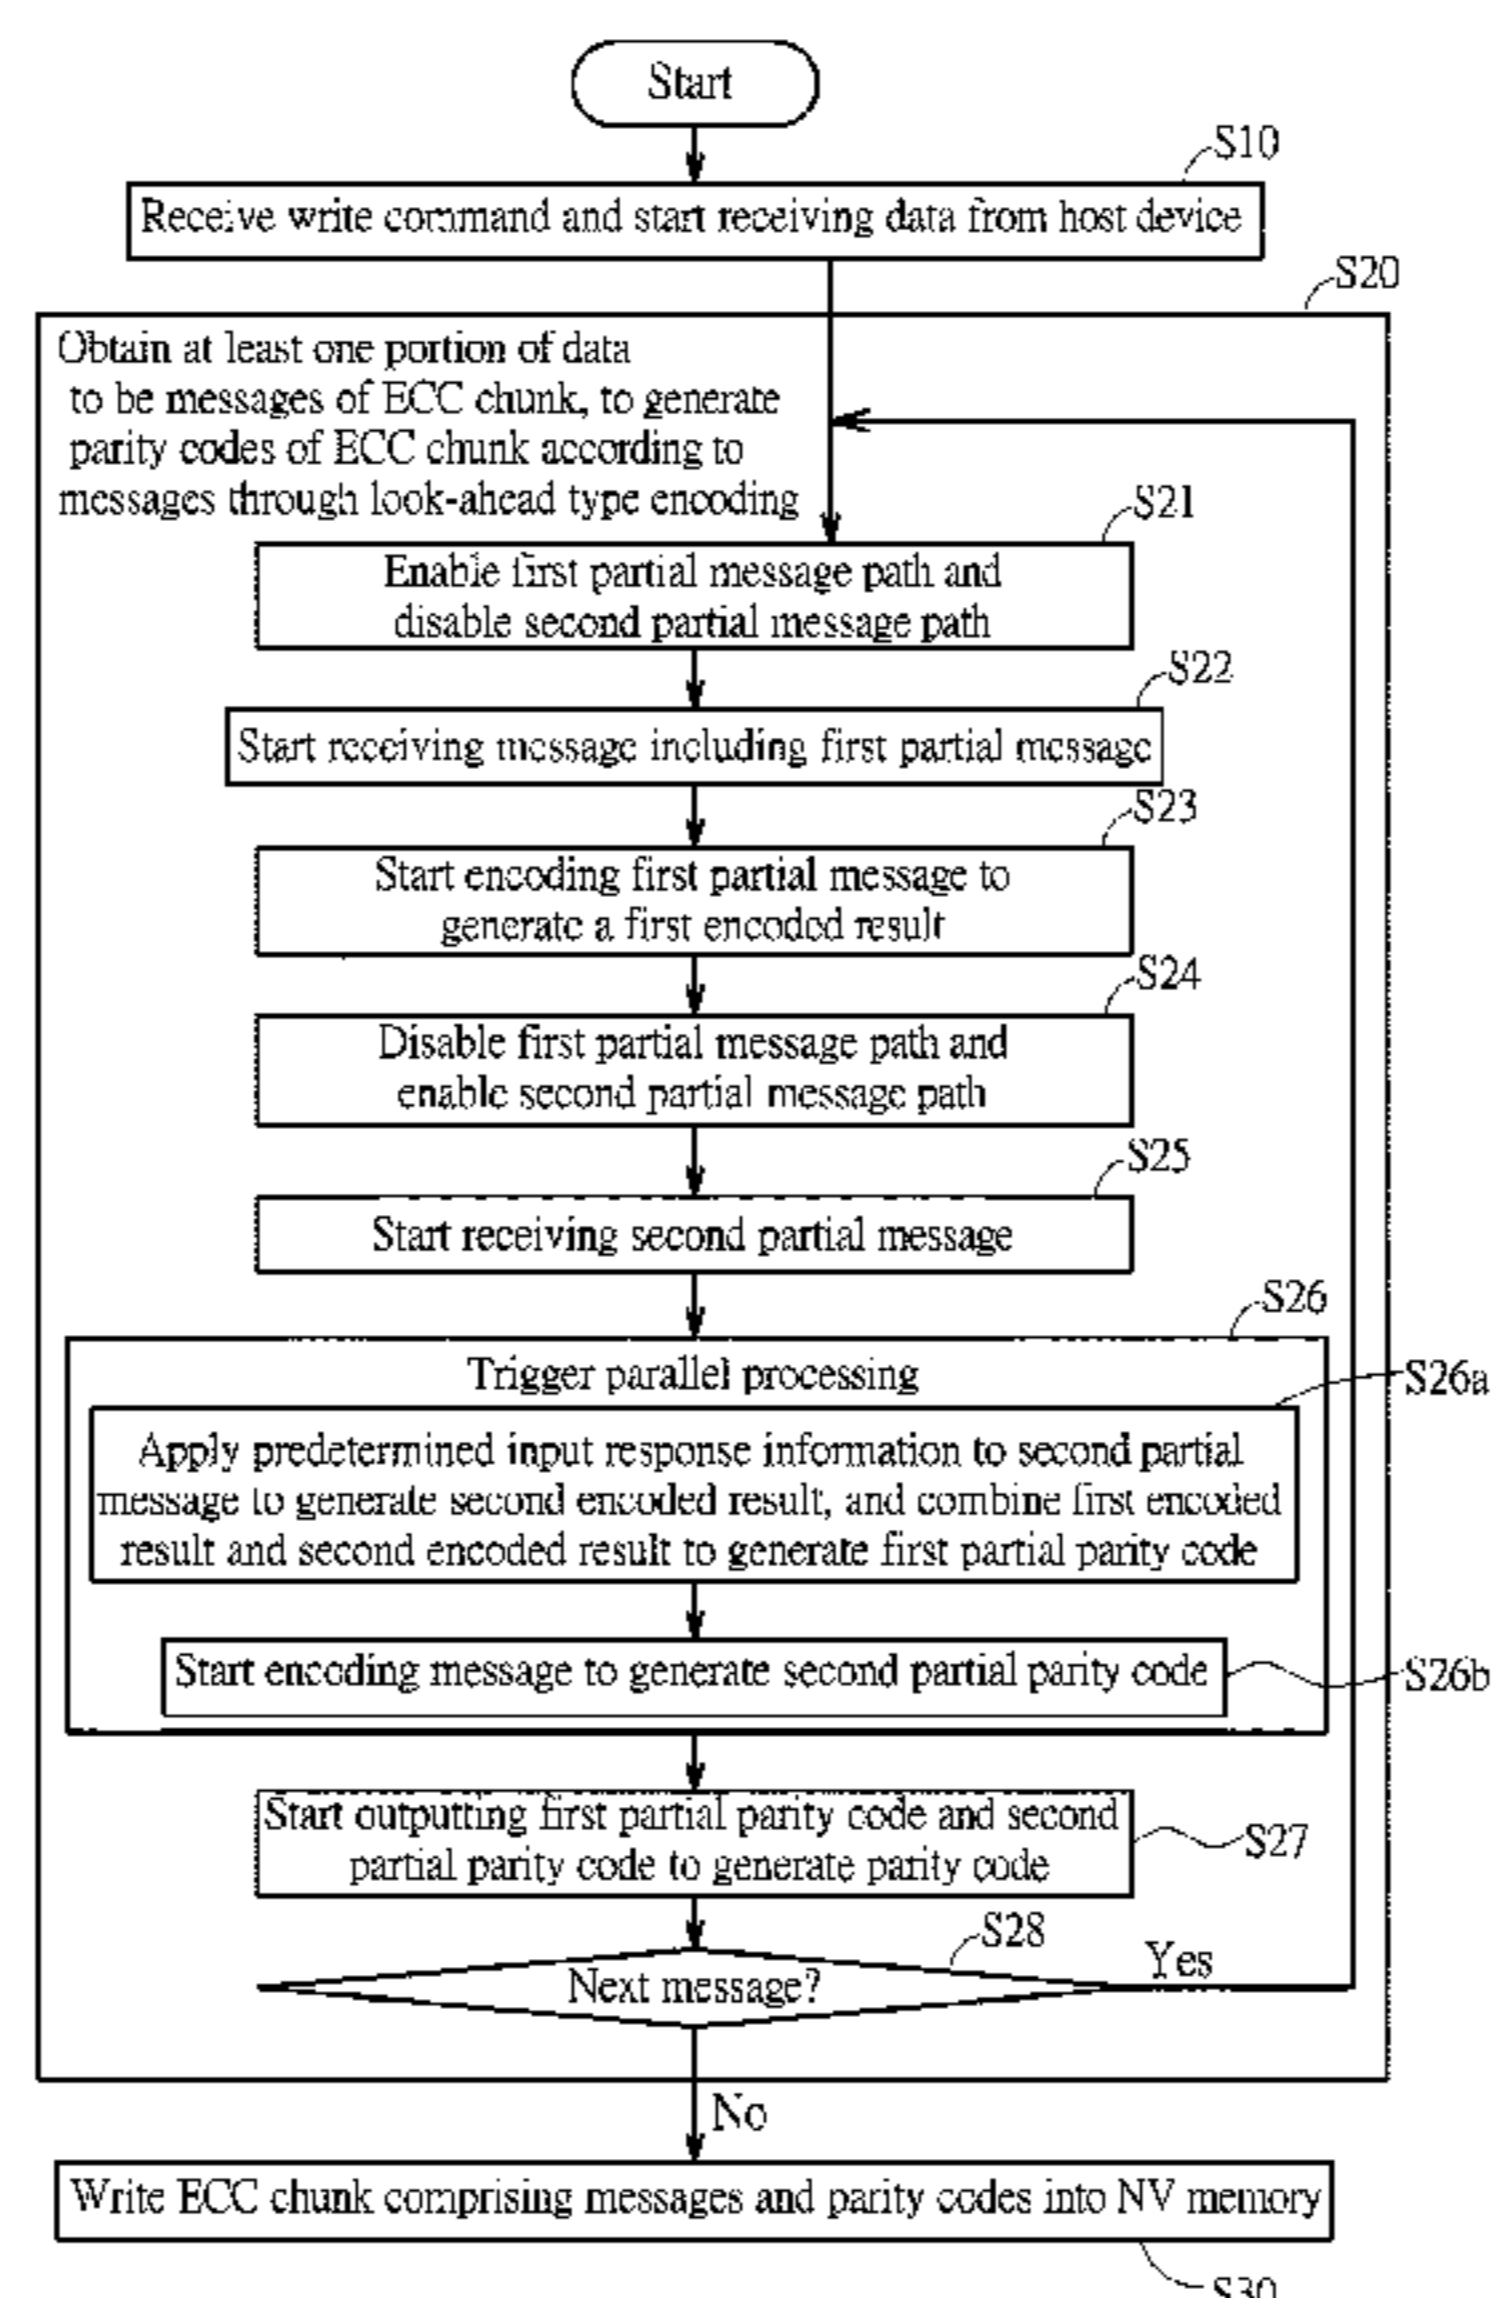 Start
S10
Receive write command and start receiving data from host device
S20
Obtain at least one portion of data
to be messages of ECC chunk, to generate
parity codes of ECC chunk according to
messages through look-ahead type encoding
S21
Enable first partial message path and
disable second partial message path
S22
Start receiving message including first partial message
S23
Start encoding first partial message to
generate a first encoded result
S24
Disable first partial message path and
enable second partial message path
S25
Start receiving second partial message
S26
Trigger parallel processing
S26a
Apply predetermined input response information to second partial
message to generate second encoded result, and combine first encoded
result and second encoded result to generate first partial parity code
Start encoding message to generate second partial parity code
S26b
Start outputting first partial parity code and second
partial parity code to generate parity code
S27
S28
Next message?
Yes
No
Write ECC chunk comprising messages and parity codes into NV memory
S30